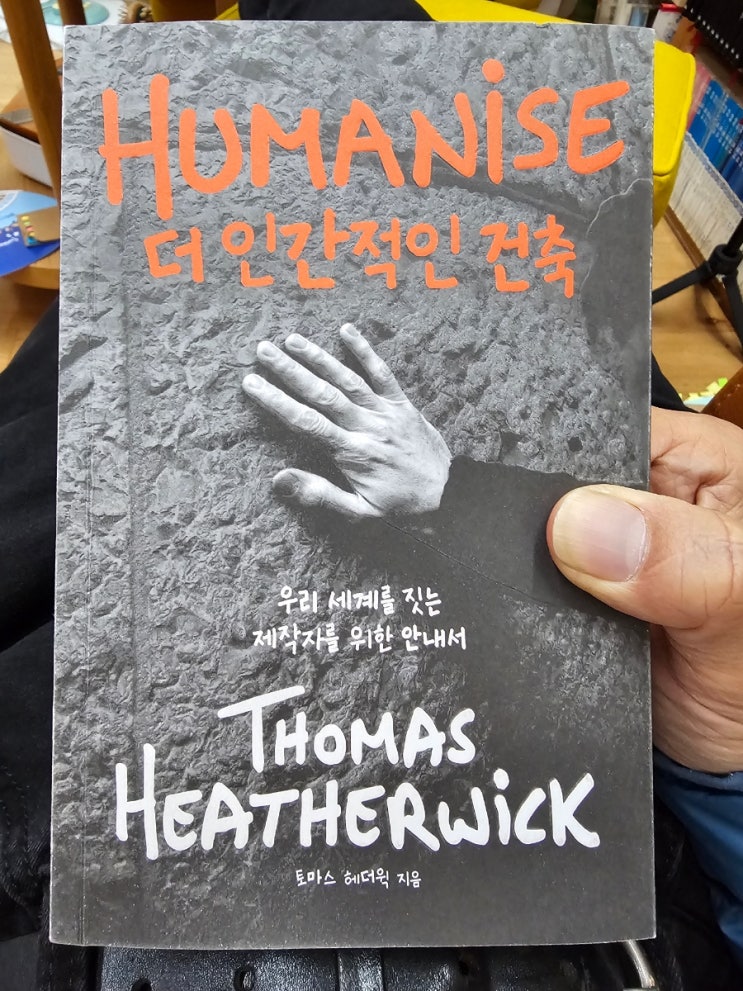 HUMANiSE
더 인간적인 건축
우리 세계를 짓는
제작자를 위한 안내서
THOMAS
HEATHERWiCK
토마스 헤더윅 지음